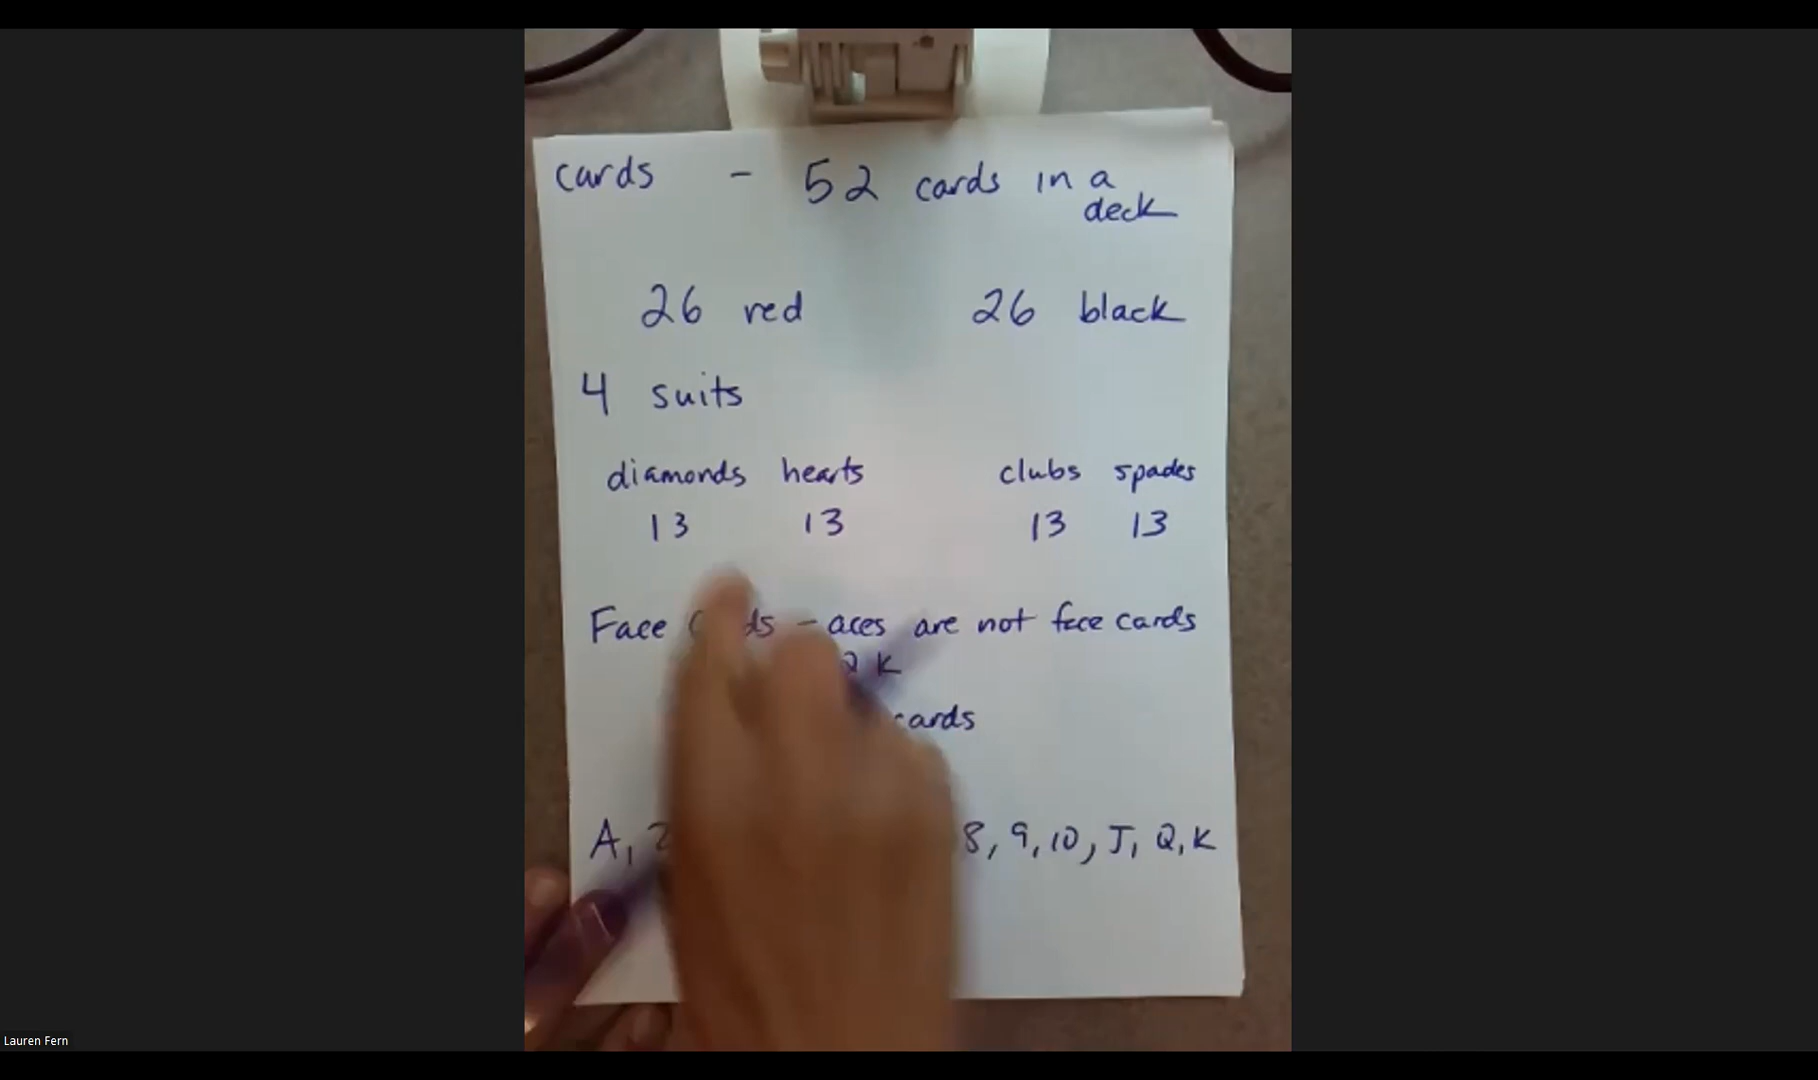 cards - 52 cards in a
deck
26 red 26 black
4 suits
diamonds hearts clubs spades
13 13 13 13
Face - aces are not face cards
Q K
cards
A, 2 8, 9, 10, J, Q, K
Lauren Fern